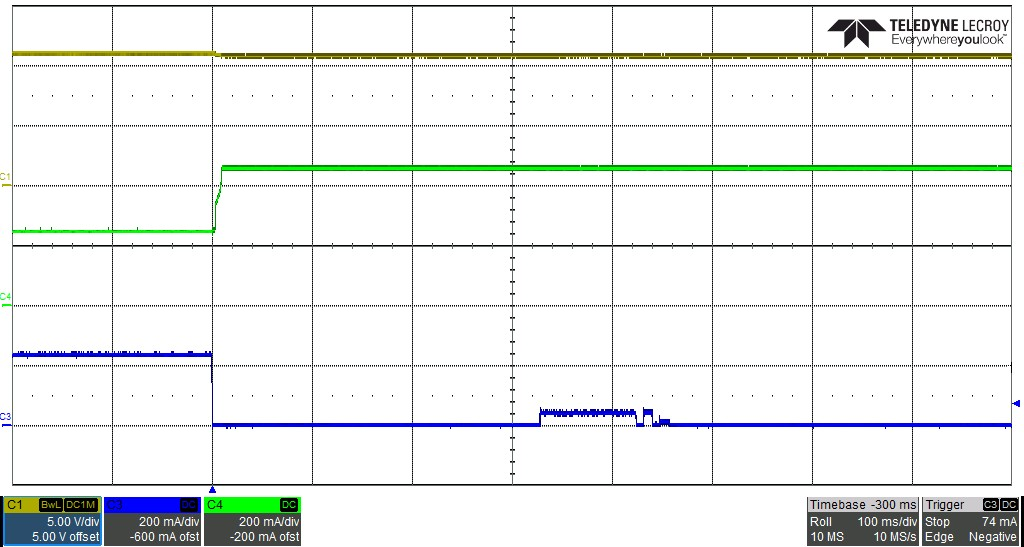 TELEDYNE LECROY
Everywhereyoulook™
C1
C4
C3
C1 BwL DC1M
5.00 V/div
5.00 V offset
C3 DC
200 mA/div
-600 mA ofst
C4 DC
200 mA/div
-200 mA ofst
Timebase -300 ms
Roll 100 ms/div
10 MS 10 MS/s
Trigger C3 DC
Stop 74 mA
Edge Negative